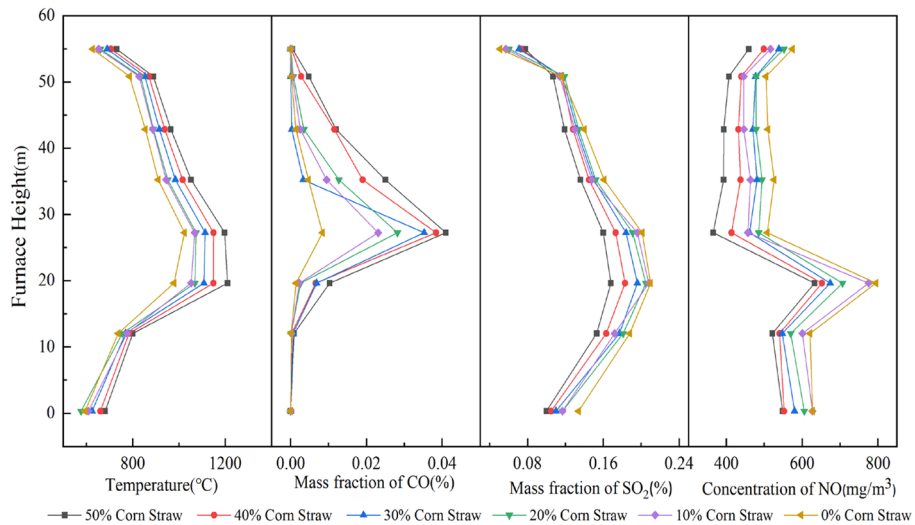 60
50
40
30
20
10
0
Furnace Height(m)
800 1200
0.00 0.02 0.04
0.08 0.16 0.24
400 600 800
Temperature(℃)
Mass fraction of CO(%)
Mass fraction of SO₂(%)
Concentration of NO(mg/m³)
50% Corn Straw 40% Corn Straw 30% Corn Straw 20% Corn Straw 10% Corn Straw 0% Corn Straw